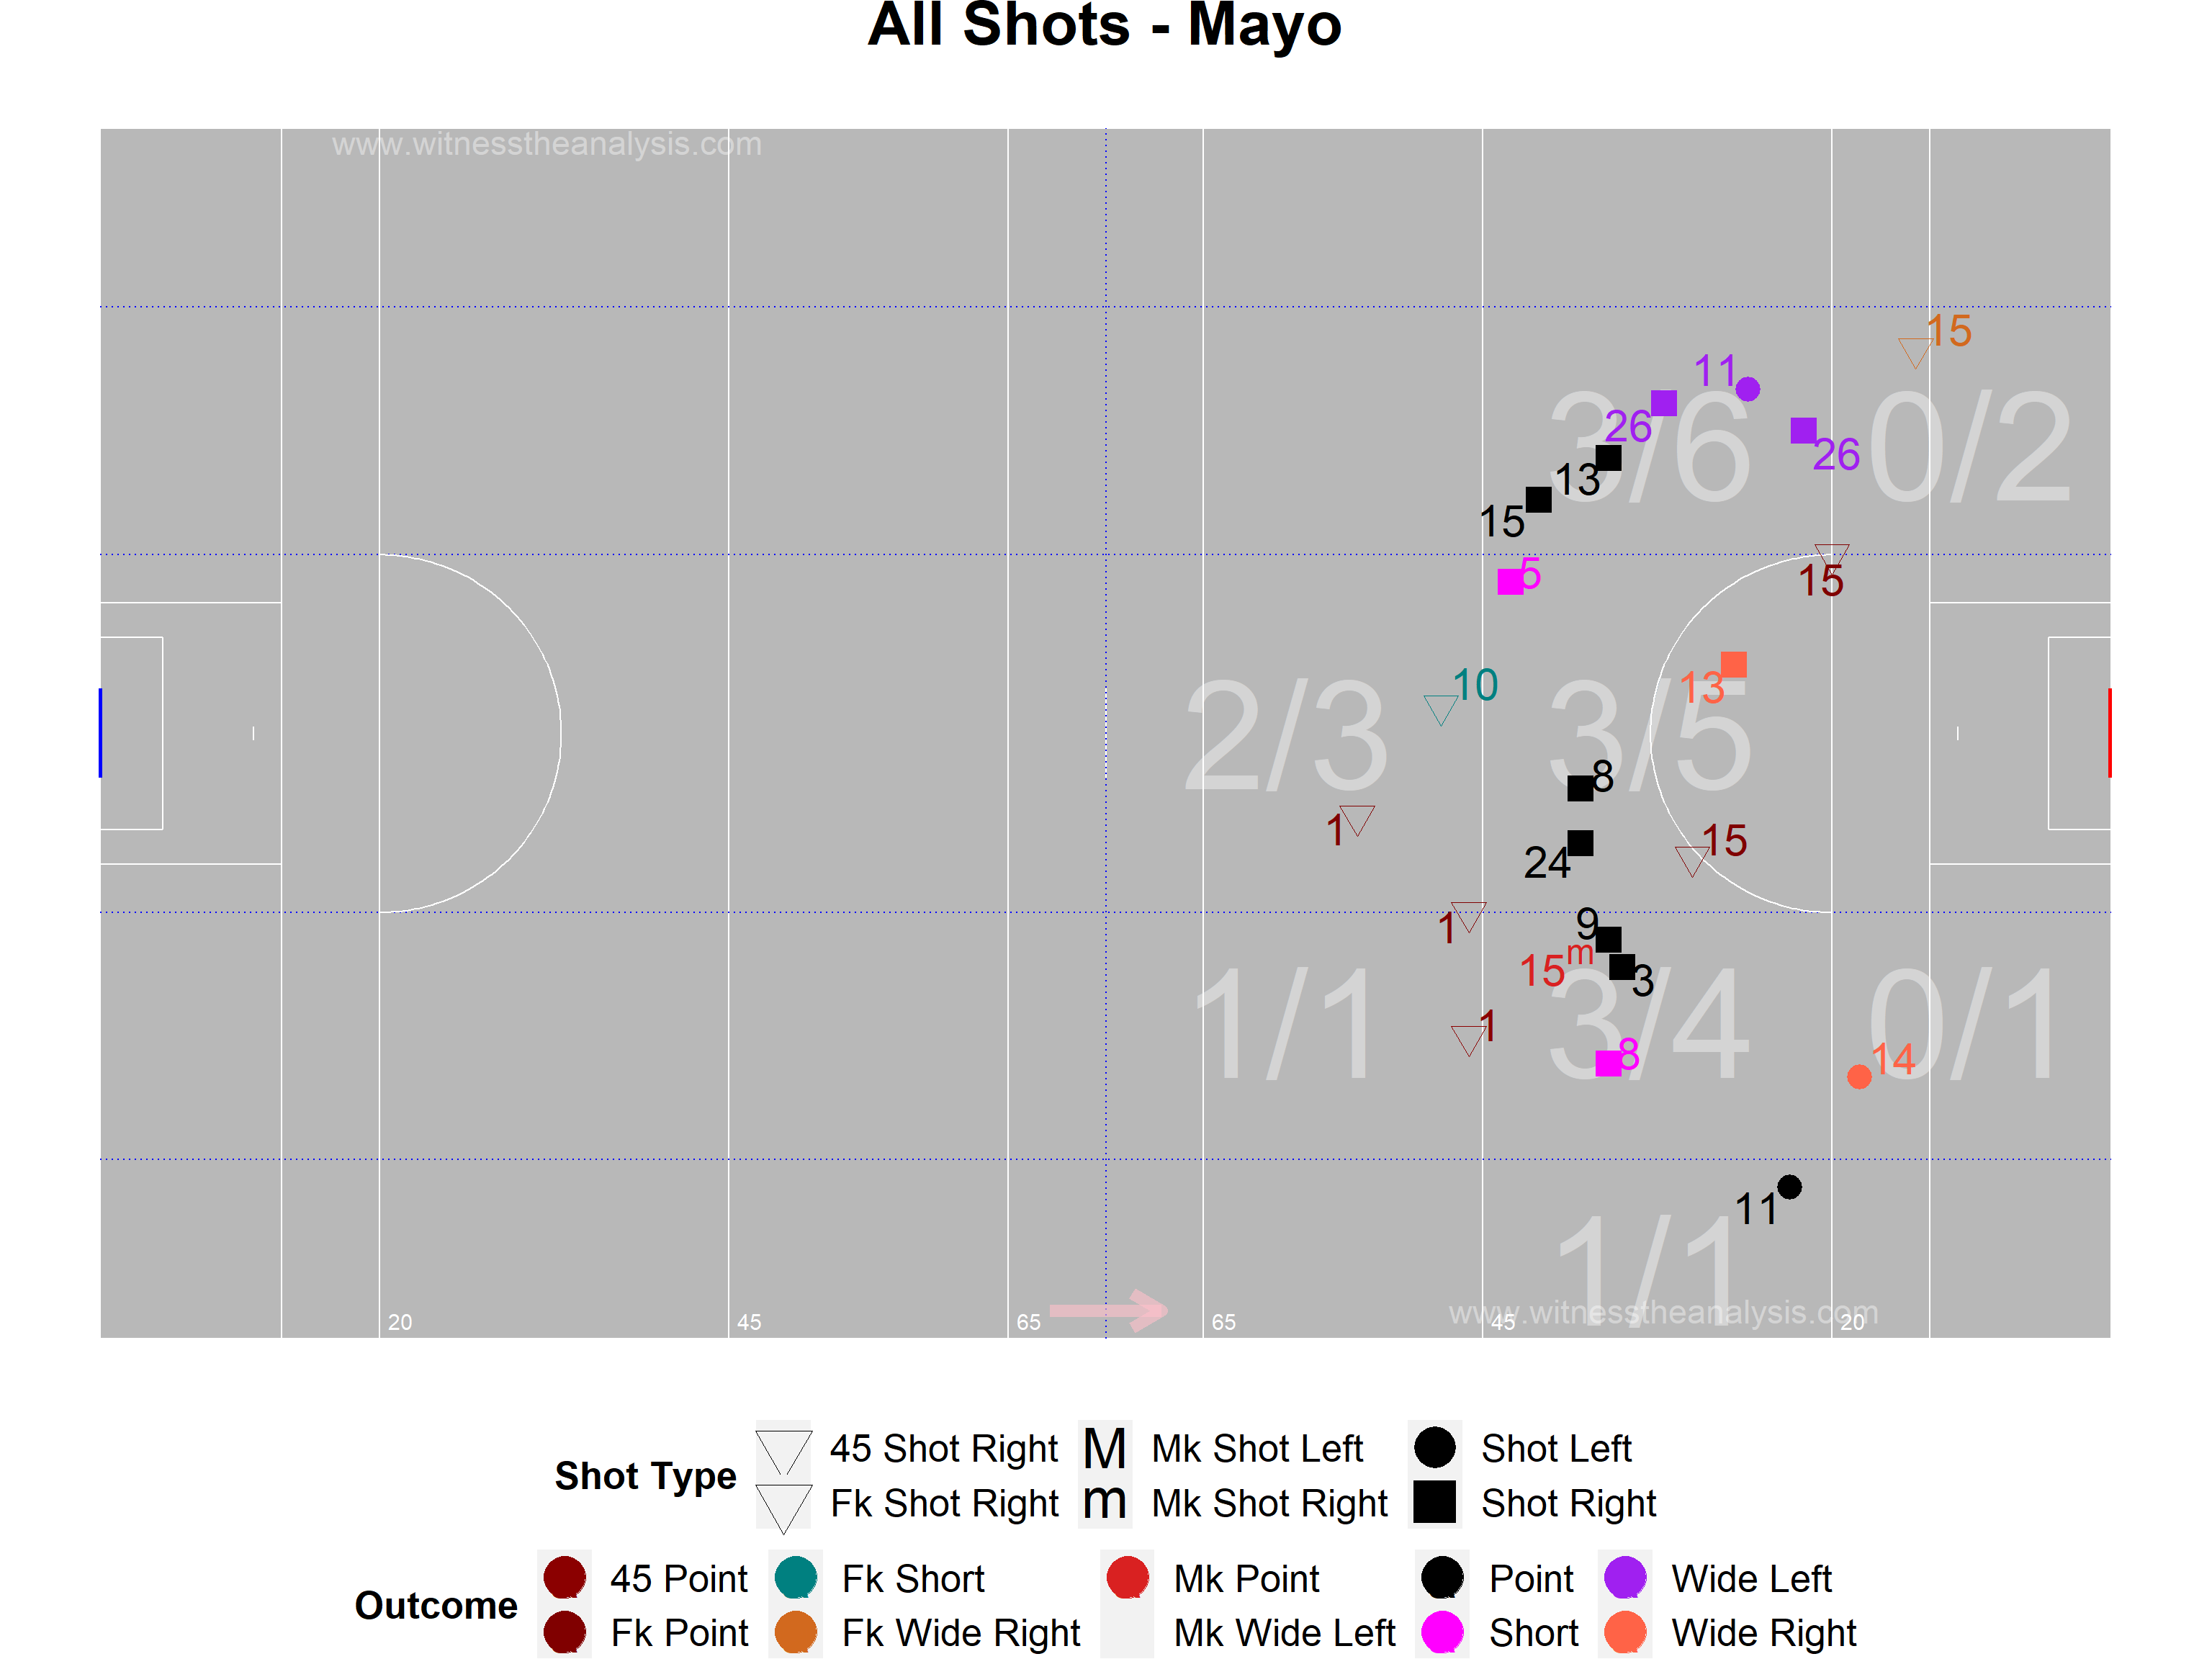 All Shots - Mayo
www.witnesstheanalysis.com
15
11
26
3/6
0/2
26
13
15
5
15
13
10
2/3
3/5
8
1
15
24
9
1
15m
3
1/1
3/4
0/1
1
8
14
11
1/1
www.witnesstheanalysis.com
20 45 65 65 45 20
Shot Type
45 Shot Right M Mk Shot Left Shot Left
Fk Shot Right m Mk Shot Right Shot Right
Outcome
45 Point Fk Short Mk Point Point Wide Left
Fk Point Fk Wide Right Mk Wide Left Short Wide Right